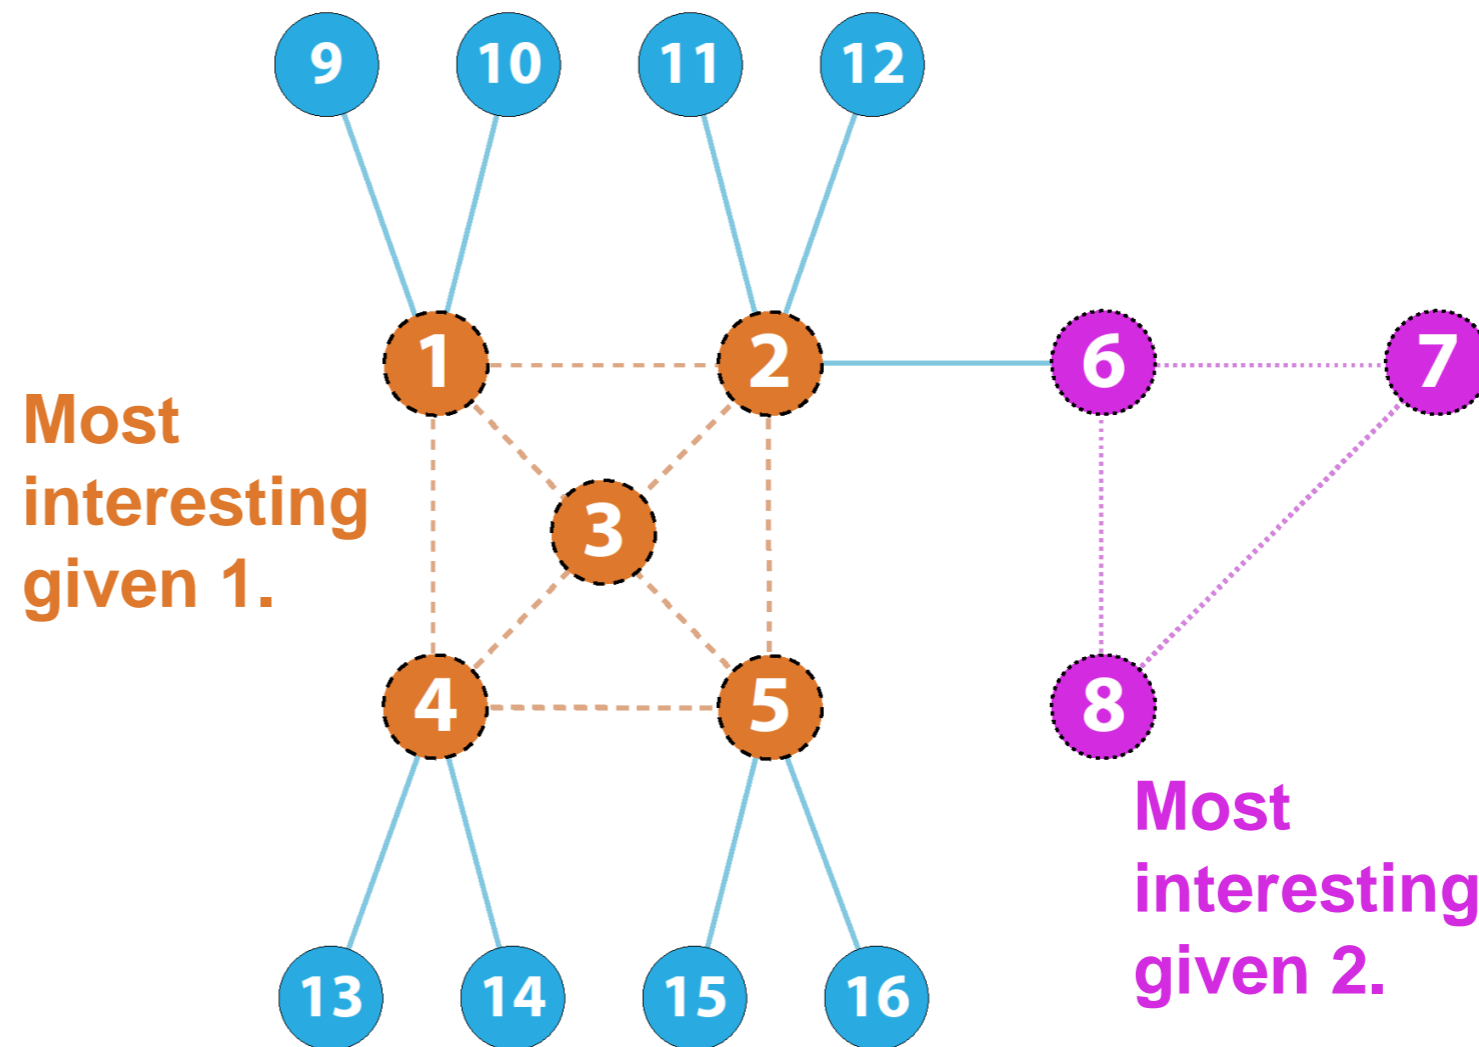 9 10 11 12
1 2 6 7
Most
interesting
given 1.
3
4 5 8
Most
interesting
given 2.
13 14 15 16